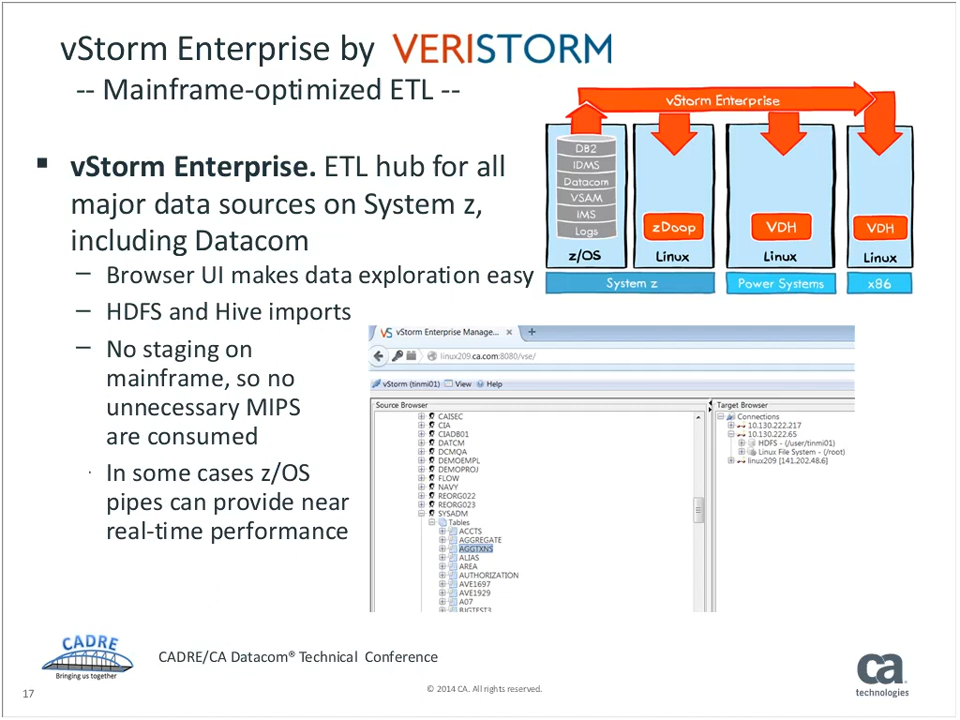 vStorm Enterprise by VERISTORM
-- Mainframe-optimized ETL --
vStorm Enterprise. ETL hub for all
major data sources on System z,
including Datacom
– Browser UI makes data exploration easy
– HDFS and Hive imports
– No staging on
mainframe, so no
unnecessary MIPS
are consumed
In some cases z/OS
pipes can provide near
real-time performance
vStorm Enterprise
DB2
IDMS
Datacom
VSAM
IMS
Logs
z/OS
zDoop
Linux
VDH
Linux
VDH
Linux
System z
Power Systems
x86
VS vStorm Enterprise Manage... × +
linux209.ca.com:8080/vse/
vStorm (tinmi01) View Help
Source Browser
CAISEC
CIA
CIADB01
DATCM
DCMQA
DEMOEMPL
DEMOPROJ
FLOW
NAVY
REORG022
REORG023
SYSADM
Tables
ACCTS
AGGREGATE
AGGTXNS
ALIAS
AREA
AUTHORIZATION
AVE1697
AVE1929
A07
BIGTEST3
Target Browser
Connections
10.130.222.217
10.130.222.65
HDFS - (/user/tinmi01)
Linux File System - (/root)
linux209 [141.202.48.6]
CADRE
Bringing us together
CADRE/CA Datacom® Technical Conference
17
© 2014 CA. All rights reserved.
ca
technologies